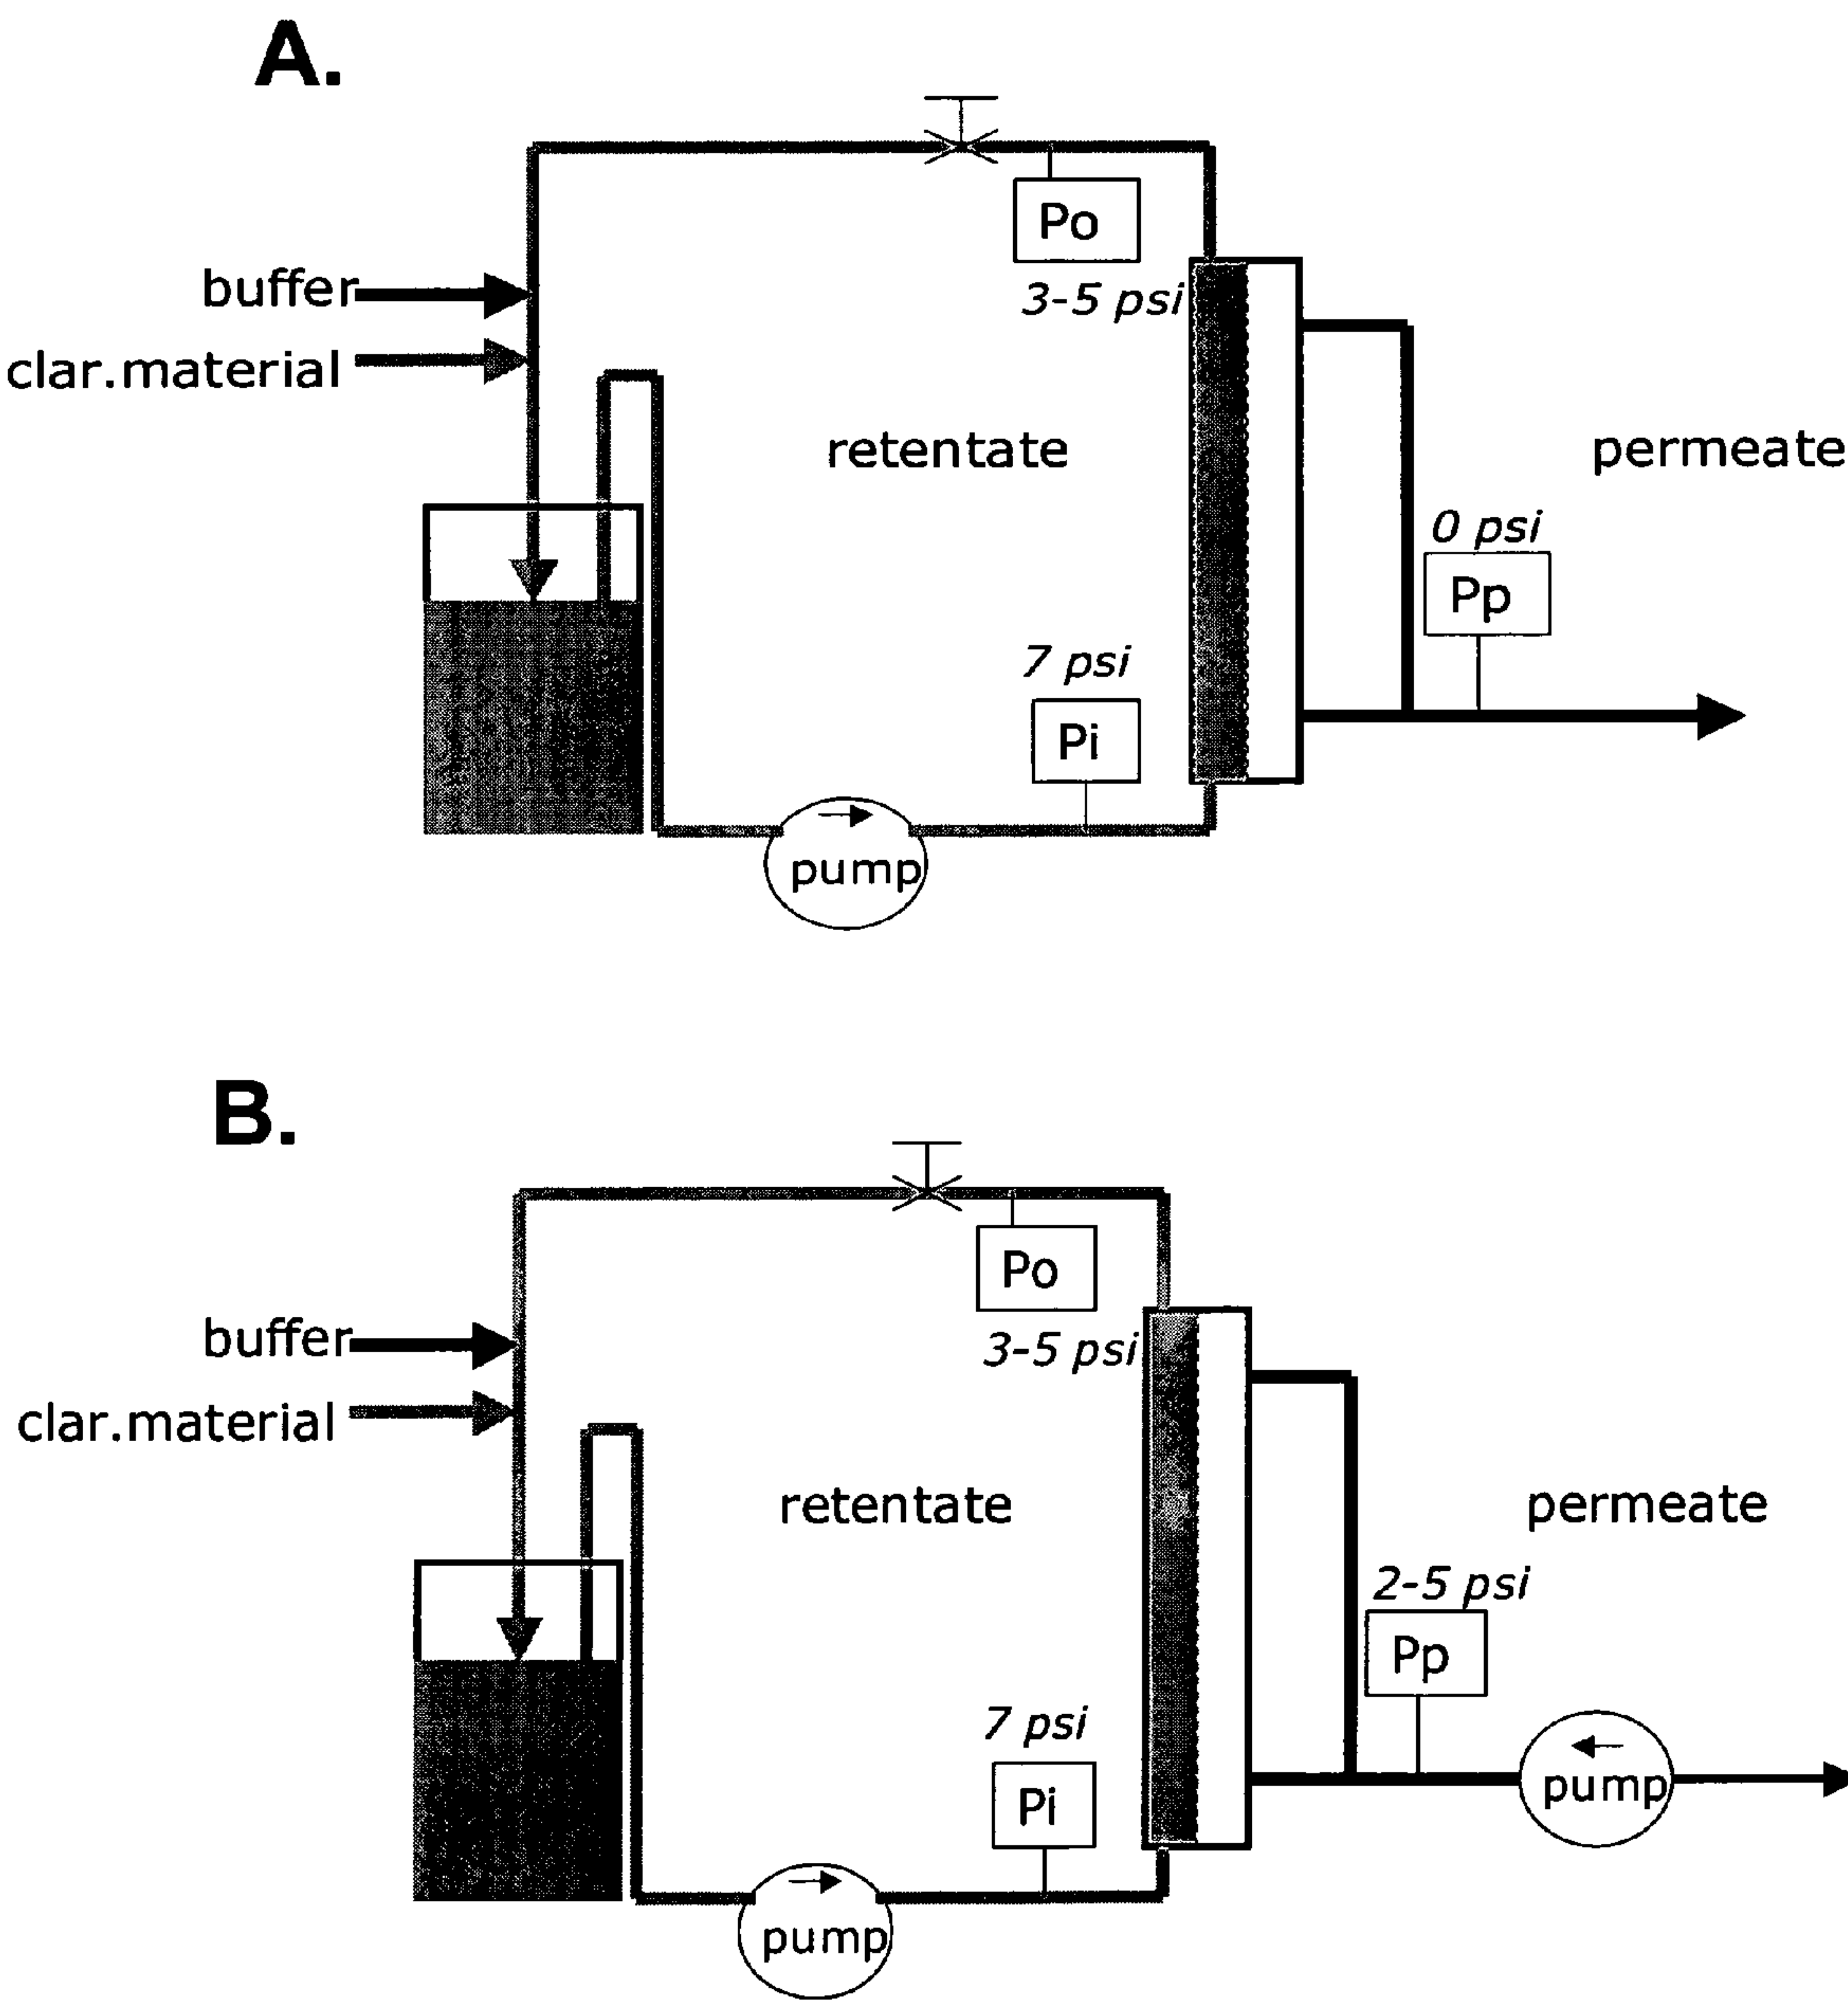 A.
Po
3-5 psi
buffer
clar.material
retentate
permeate
0 psi
Pp
7 psi
Pi
pump
B.
Po
3-5 psi
buffer
clar.material
retentate
permeate
2-5 psi
Pp
7 psi
Pi
pump
pump